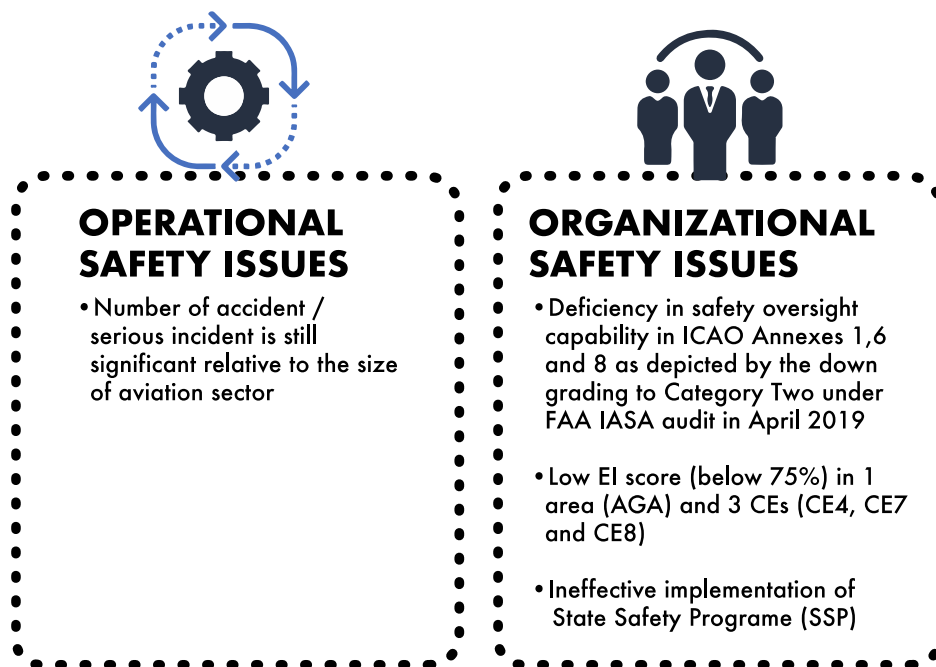 OPERATIONAL
SAFETY ISSUES
• Number of accident /
serious incident is still
significant relative to the size
of aviation sector
ORGANIZATIONAL
SAFETY ISSUES
• Deficiency in safety oversight
capability in ICAO Annexes 1,6
and 8 as depicted by the down
grading to Category Two under
FAA IASA audit in April 2019
• Low EI score (below 75%) in 1
area (AGA) and 3 CEs (CE4, CE7
and CE8)
• Ineffective implementation of
State Safety Programe (SSP)